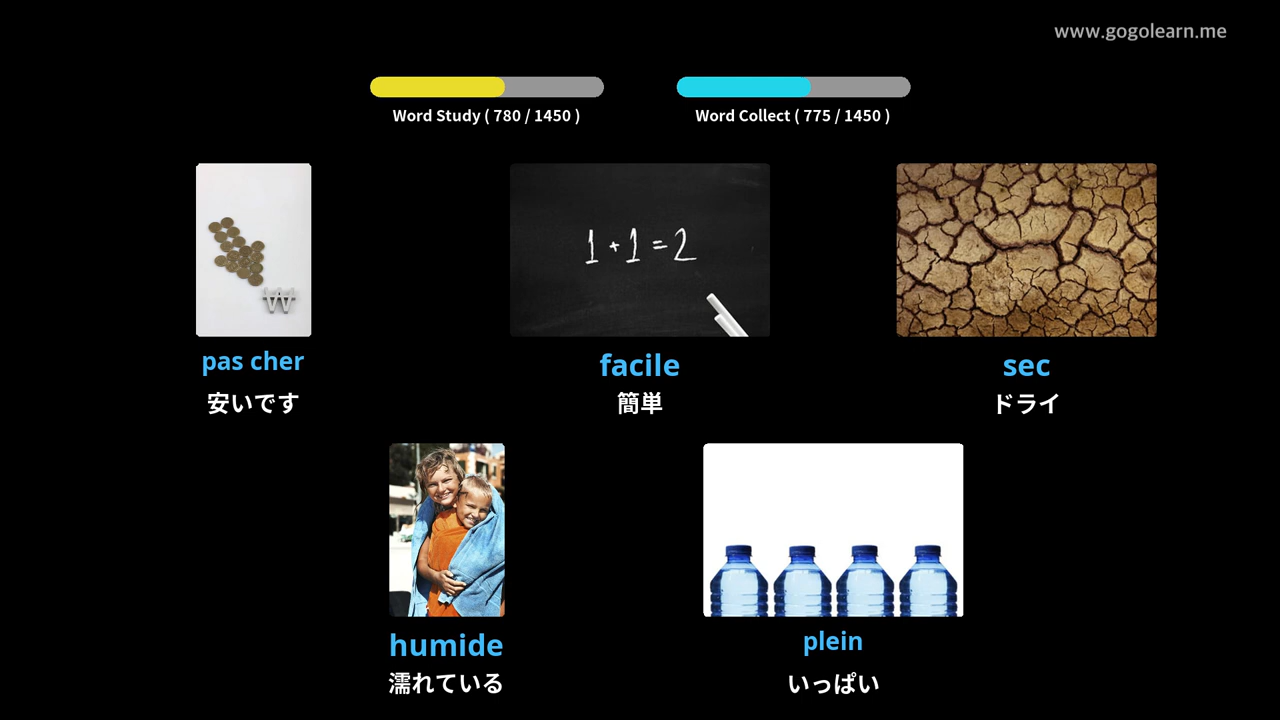 www.gogolearn.me
Word Study ( 780 / 1450 )
Word Collect ( 775 / 1450 )
1 + 1 = 2
₩
pas cher
facile
sec
安いです
簡単
ドライ
humide
plein
濡れている
いっぱい